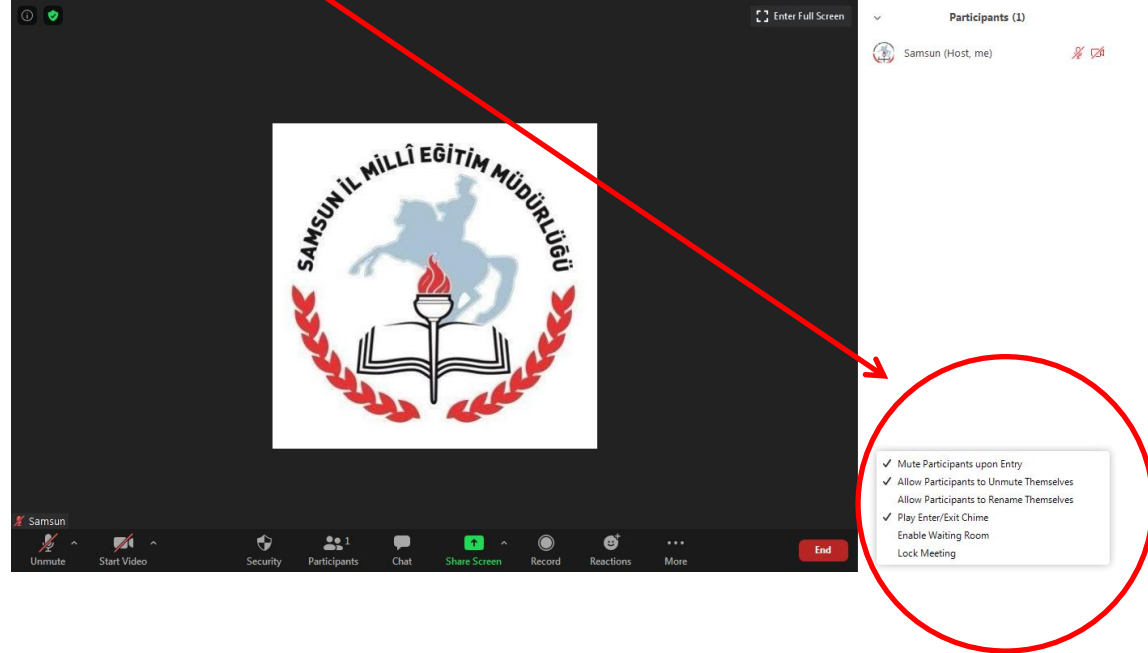 Enter Full Screen
Participants (1)
Samsun (Host, me)
SAMSUN İL MİLLÎ EĞİTİM MÜDÜRLÜĞÜ
Mute Participants upon Entry
Allow Participants to Unmute Themselves
Allow Participants to Rename Themselves
Play Enter/Exit Chime
Enable Waiting Room
Lock Meeting
Samsun
Unmute
Start Video
Security
Participants 1
Chat
Share Screen
Record
Reactions
More
End